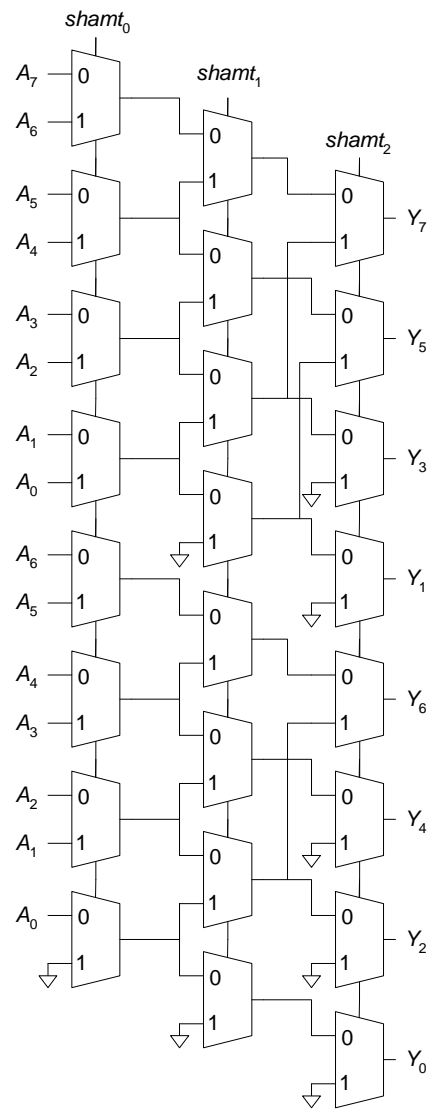 shamt₀
shamt₁
shamt₂
A₇ 0
A₆ 1
0
1
0
1
Y₇
A₅ 0
A₄ 1
0
1
0
1
Y₅
A₃ 0
A₂ 1
0
1
0
1
Y₃
A₁ 0
A₀ 1
0
1
0
1
Y₁
A₆ 0
A₅ 1
0
1
0
1
Y₆
A₄ 0
A₃ 1
0
1
0
1
Y₄
A₂ 0
A₁ 1
0
1
0
1
Y₂
A₀ 0
1
0
1
0
1
Y₀